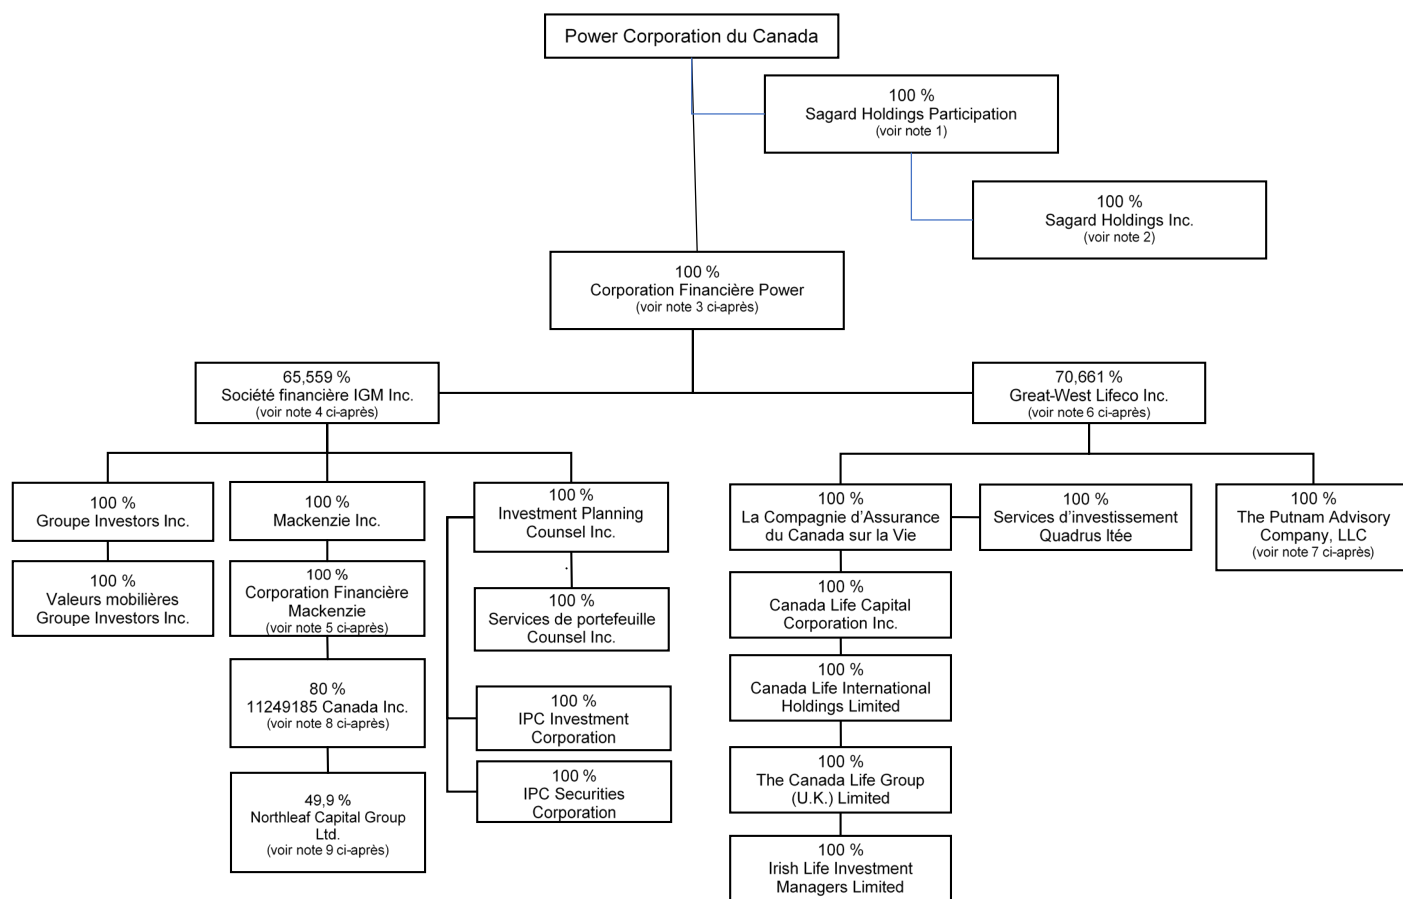 Power Corporation du Canada
100 %
Sagard Holdings Participation
(voir note 1)
100 %
Sagard Holdings Inc.
(voir note 2)
100 %
Corporation Financière Power
(voir note 3 ci-après)
65,559 %
Société financière IGM Inc.
(voir note 4 ci-après)
70,661 %
Great-West Lifeco Inc.
(voir note 6 ci-après)
100 %
Groupe Investors Inc.
100 %
Valeurs mobilières
Groupe Investors Inc.
100 %
Mackenzie Inc.
100 %
Corporation Financière
Mackenzie
(voir note 5 ci-après)
80 %
11249185 Canada Inc.
(voir note 8 ci-après)
49,9 %
Northleaf Capital Group
Ltd.
(voir note 9 ci-après)
100 %
Investment Planning
Counsel Inc.
100 %
Services de portefeuille
Counsel Inc.
100 %
IPC Investment
Corporation
100 %
IPC Securities
Corporation
100 %
La Compagnie d’Assurance
du Canada sur la Vie
100 %
Services d’investissement
Quadrus ltée
100 %
The Putnam Advisory
Company, LLC
(voir note 7 ci-après)
100 %
Canada Life Capital
Corporation Inc.
100 %
Canada Life International
Holdings Limited
100 %
The Canada Life Group
(U.K.) Limited
100 %
Irish Life Investment
Managers Limited